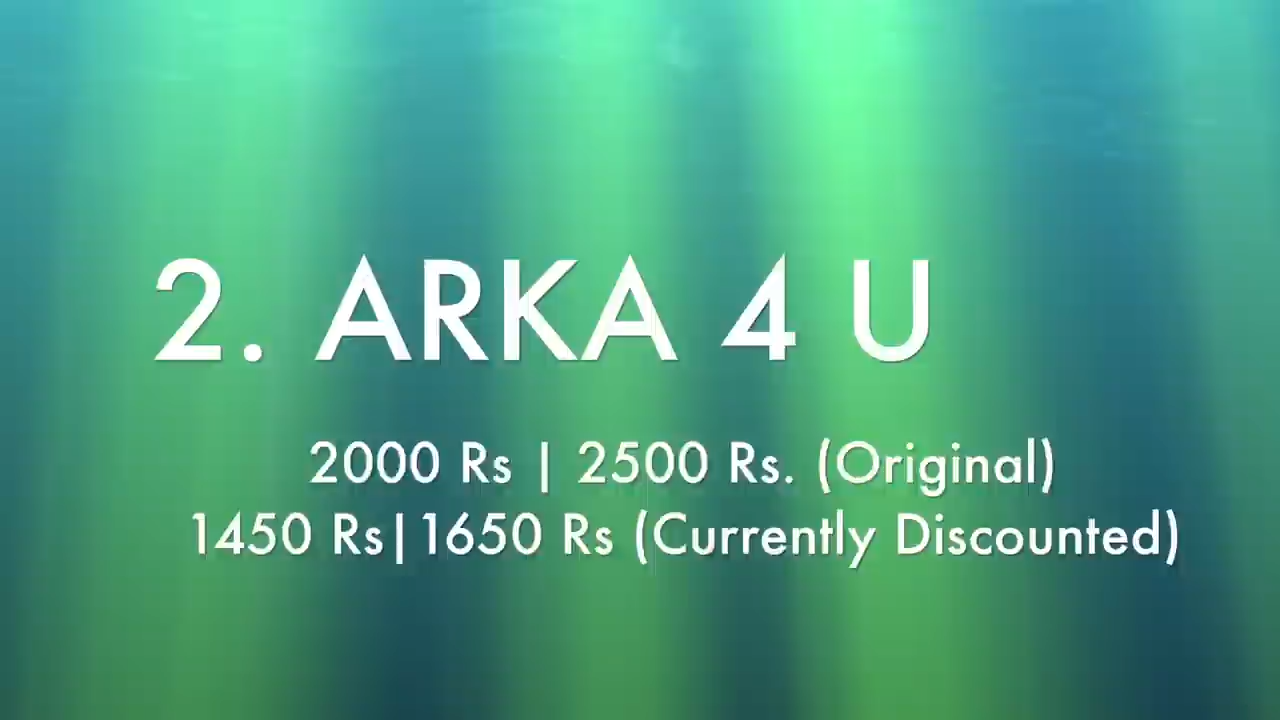 2. ARKA 4 U
2000 Rs | 2500 Rs. (Original)
1450 Rs|1650 Rs (Currently Discounted)